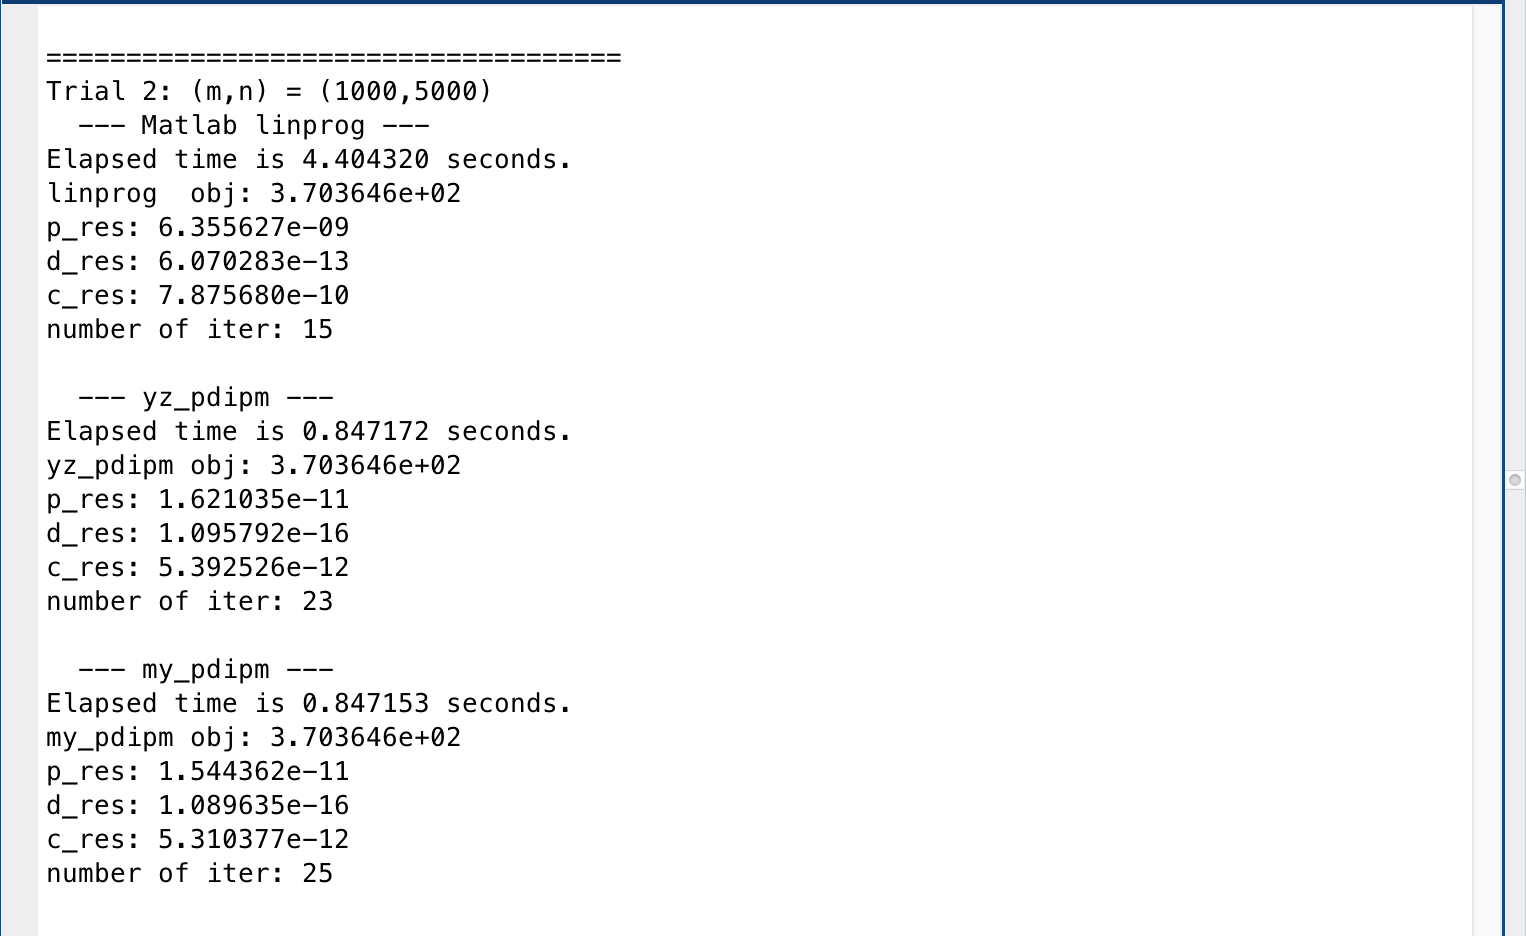 ====================================
Trial 2: (m,n) = (1000,5000)
  --- Matlab linprog ---
Elapsed time is 4.404320 seconds.
linprog  obj: 3.703646e+02
p_res: 6.355627e-09
d_res: 6.070283e-13
c_res: 7.875680e-10
number of iter: 15

  --- yz_pdipm ---
Elapsed time is 0.847172 seconds.
yz_pdipm obj: 3.703646e+02
p_res: 1.621035e-11
d_res: 1.095792e-16
c_res: 5.392526e-12
number of iter: 23

  --- my_pdipm ---
Elapsed time is 0.847153 seconds.
my_pdipm obj: 3.703646e+02
p_res: 1.544362e-11
d_res: 1.089635e-16
c_res: 5.310377e-12
number of iter: 25